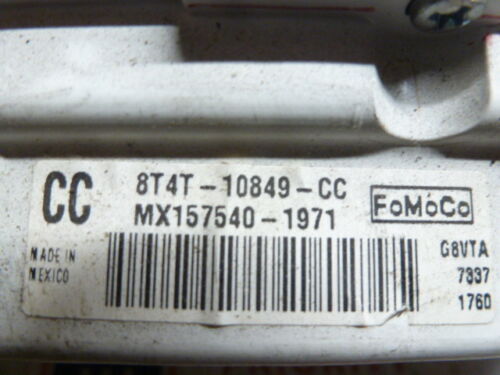 CC
8T4T-10849-CC
MX157540-1971
FoMoCo
MADE IN
MEXICO
G8VTA
7337
1760